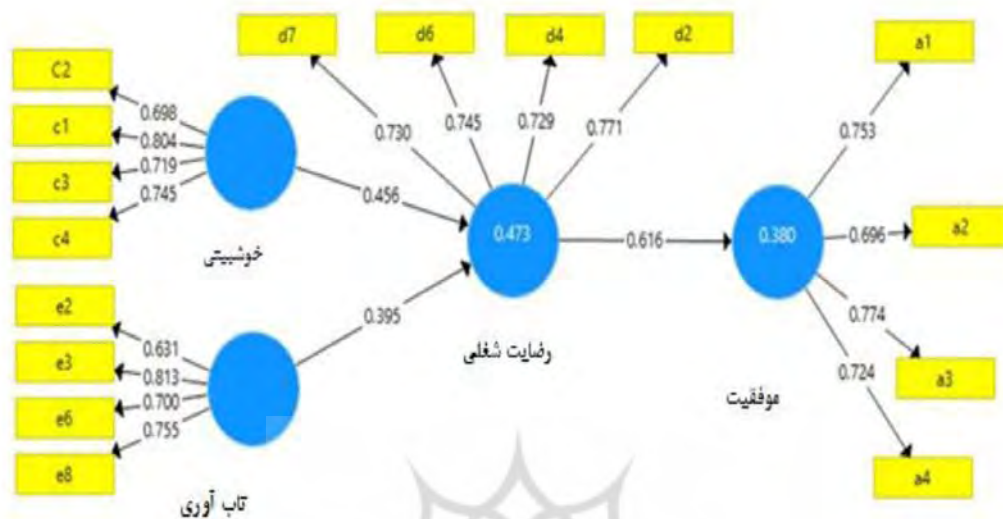 d7
d6
d4
d2
a1
C2
c1
c3
c4
0.698
0.804
0.719
0.745
0.730
0.745
0.729
0.771
0.753
0.456
خوشبیتی
0.473
0.616
0.380
0.696
a2
e2
e3
e6
e8
0.631
0.813
0.700
0.755
0.395
رضایت شغلی
0.774
a3
0.724
موفقیت
a4
تاب آوری